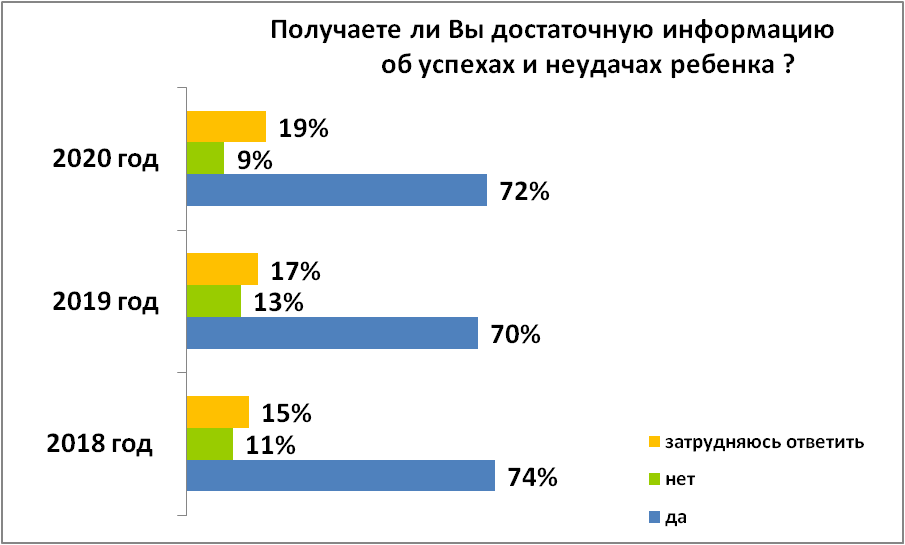 Получаете ли Вы достаточную информацию
об успехах и неудачах ребенка ?
2020 год
19%
9%
72%
2019 год
17%
13%
70%
2018 год
15%
11%
74%
затрудняюсь ответить
нет
да